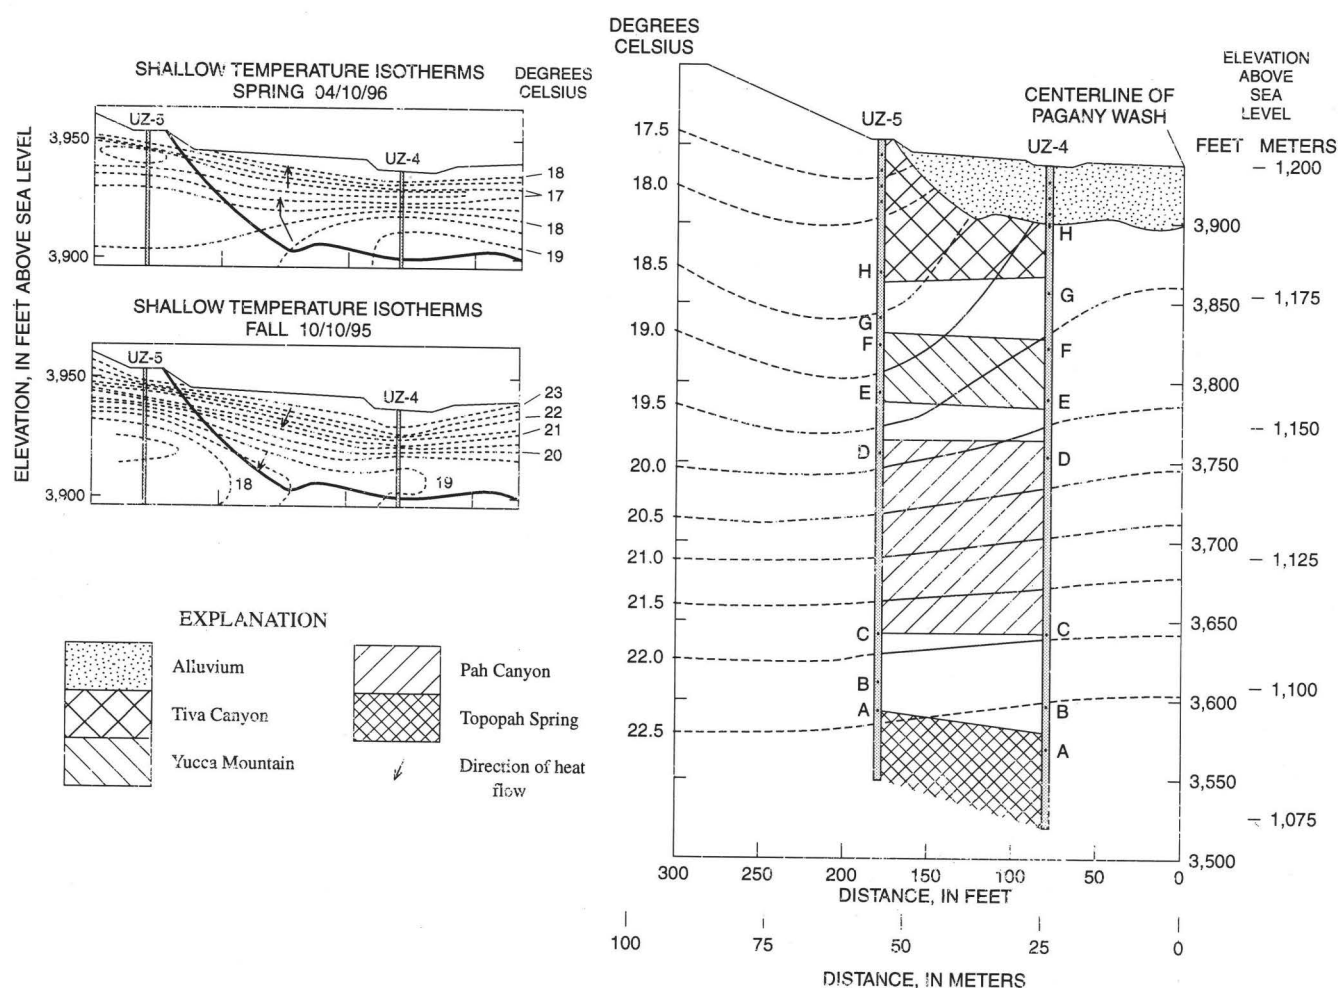 SHALLOW TEMPERATURE ISOTHERMS
SPRING 04/10/96
DEGREES
CELSIUS
UZ-5
UZ-4
3,950
3,900
18
17
18
19
SHALLOW TEMPERATURE ISOTHERMS
FALL 10/10/95
UZ-5
UZ-4
3,950
3,900
23
22
21
20
18
19
ELEVATION, IN FEET ABOVE SEA LEVEL
EXPLANATION
Alluvium
Tiva Canyon
Yucca Mountain
Pah Canyon
Topopah Spring
Direction of heat
flow
DEGREES
CELSIUS
17.5
18.0
18.5
19.0
19.5
20.0
20.5
21.0
21.5
22.0
22.5
UZ-5
H
G
F
E
D
C
B
A
UZ-4
H
G
F
E
D
C
B
A
CENTERLINE OF
PAGANY WASH
ELEVATION
ABOVE
SEA
LEVEL
FEET METERS
1,200
3,900
3,850
1,175
3,800
1,150
3,750
3,700
1,125
3,650
1,100
3,600
3,550
1,075
3,500
300 250 200 150 100 50 0
DISTANCE, IN FEET
100 75 50 25 0
DISTANCE, IN METERS